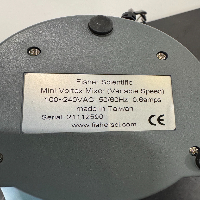 Fisher Scientific
Mini Vortex Mixer (Variable Speed)
100~240VAC 50/60Hz 0.6amps
made in Taiwan
Serial
www.fishersci.com
CE